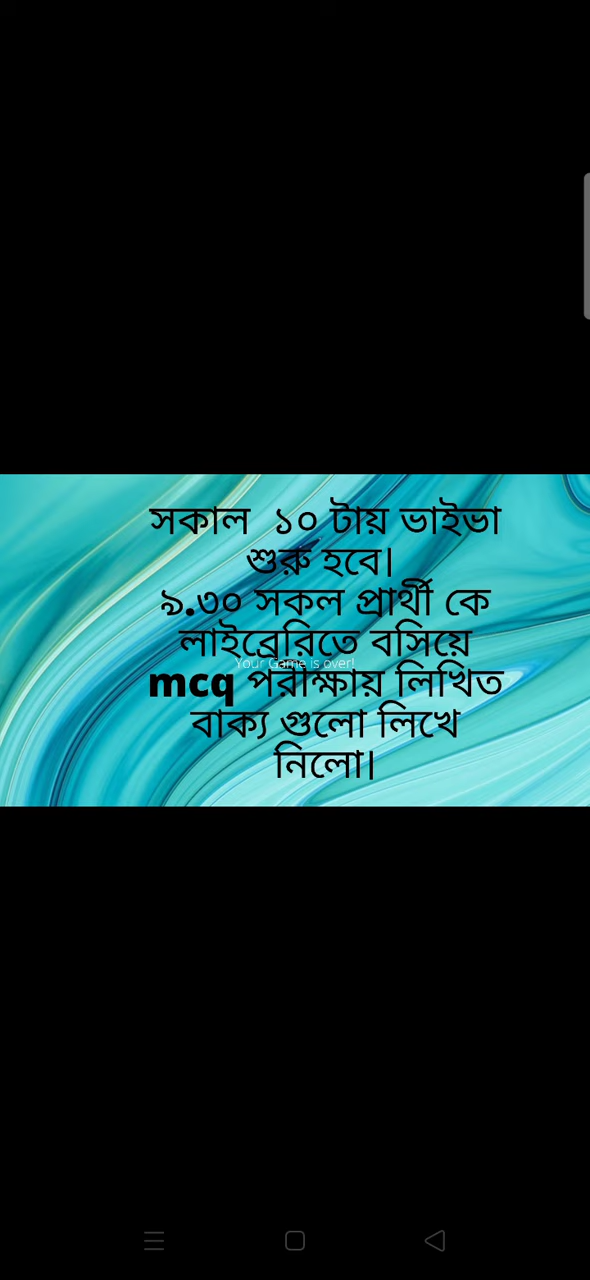 সকাল ১০ টায় ভাইভা
শুরু হবে।
৯.৩০ সকল প্রার্থী কে
লাইব্রেরিতে বসিয়ে
Your Game is over!
mcq পরীক্ষায় লিখিত
বাক্য গুলো লিখে
নিলো।